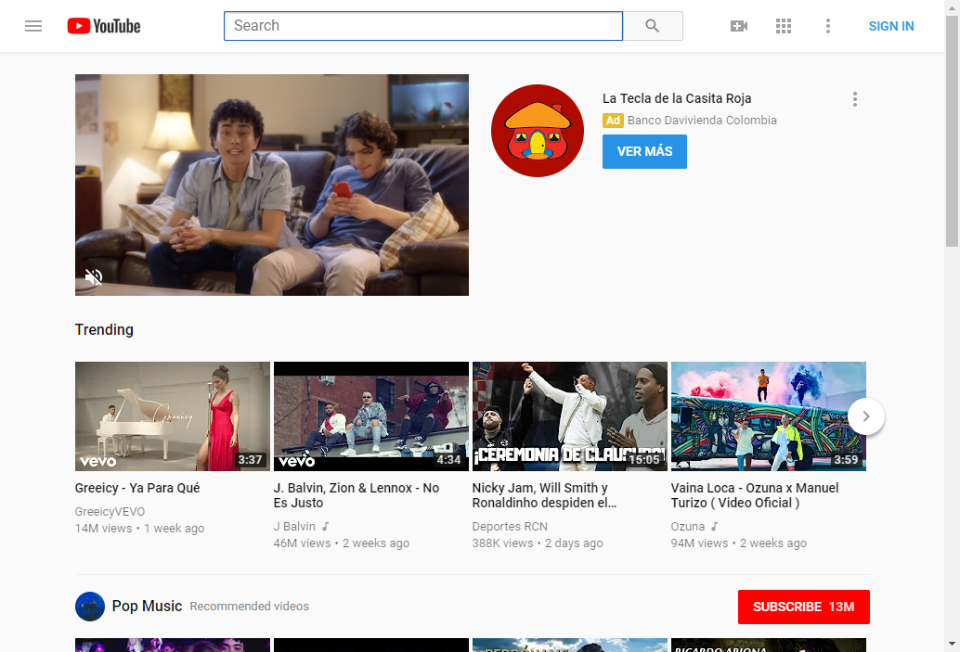 YouTube
Search
SIGN IN
La Tecla de la Casita Roja
Ad Banco Davivienda Colombia
VER MÁS
Trending
Greeicy
vevo
3:37
vevo
4:34
¡CEREMONIA DE CLAUSURA!
15:05
3:59
Greeicy - Ya Para Qué
GreeicyVEVO
14M views • 1 week ago
J. Balvin, Zion & Lennox - No
Es Justo
J Balvin
46M views • 2 weeks ago
Nicky Jam, Will Smith y
Ronaldinho despiden el...
Deportes RCN
388K views • 2 days ago
Vaina Loca - Ozuna x Manuel
Turizo ( Video Oficial )
Ozuna
94M views • 2 weeks ago
Pop Music Recommended videos
SUBSCRIBE 13M